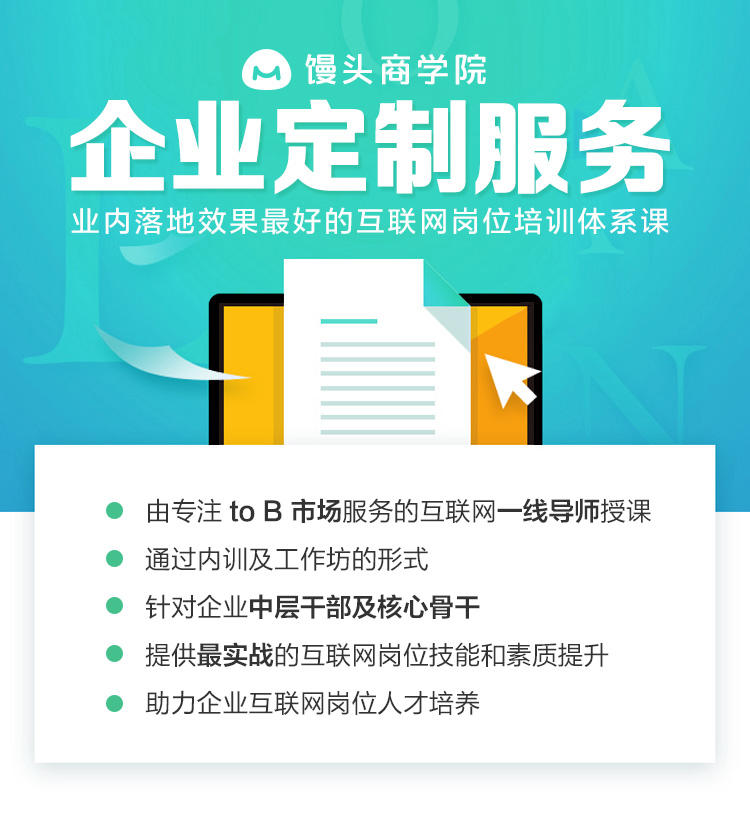 馒头商学院
企业定制服务
业内落地效果最好的互联网岗位培训体系课
由专注 to B 市场服务的互联网一线导师授课
通过内训及工作坊的形式
针对企业中层干部及核心骨干
提供最实战的互联网岗位技能和素质提升
助力企业互联网岗位人才培养